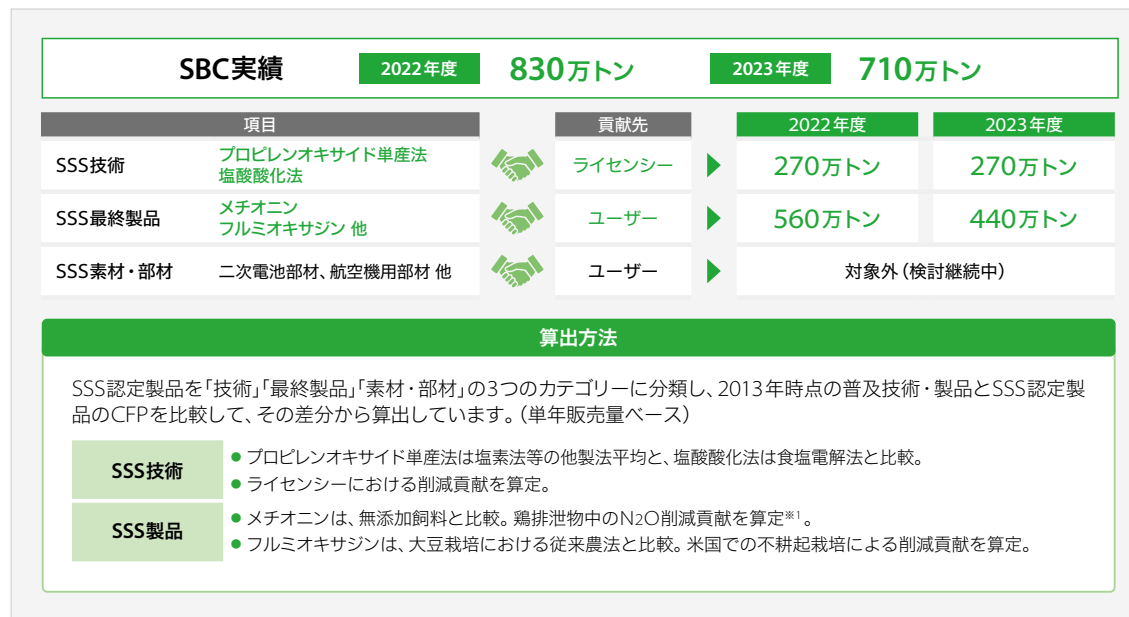 SBC実績 2022年度 830万トン 2023年度 710万トン
項目 貢献先 2022年度 2023年度
SSS技術 プロピレンオキサイド単産法 ライセンシー 270万トン 270万トン
塩酸酸化法
SSS最終製品 メチオニン ユーザー 560万トン 440万トン
フルミオキサジン 他
SSS素材・部材 二次電池部材、航空機用部材 他 ユーザー 対象外（検討継続中）
算出方法
SSS認定製品を「技術」「最終製品」「素材・部材」の3つのカテゴリーに分類し、2013年時点の普及技術・製品とSSS認定製
品のCFPを比較して、その差分から算出しています。（単年販売量ベース）
SSS技術
● プロピレンオキサイド単産法は塩素法等の他製法平均と、塩酸酸化法は食塩電解法と比較。
● ライセンシーにおける削減貢献を算定。
SSS製品
● メチオニンは、無添加飼料と比較。鶏排泄物中のN2O削減貢献を算定※1。
● フルミオキサジンは、大豆栽培における従来農法と比較。米国での不耕起栽培による削減貢献を算定。